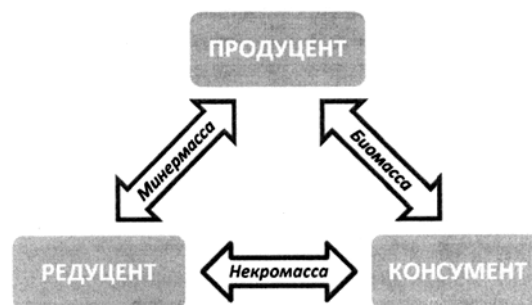 ПРОДУЦЕНТ
Минермасса
Биомасса
РЕДУЦЕНТ
Некромасса
КОНСУМЕНТ